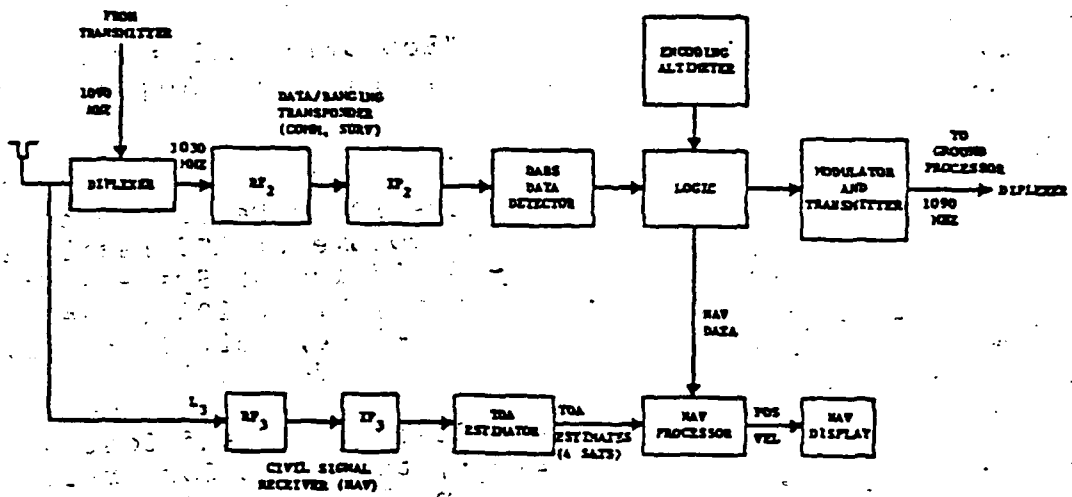 FROM
TRANSMITTER
1090
MHZ
DIPLEXER
1030
MHZ
DATA/RANGING
TRANSPONDER
(COMM, SURV)
RF2
IF2
DABS
DATA
DETECTOR
ENCODING
ALTIMETER
LOGIC
MODULATOR
AND
TRANSMITTER
TO
GROUND
PROCESSOR
DIPLEXER
1090
MHZ
NAV
DATA
L3
RF3
IF3
CIVIL SIGNAL
RECEIVER (NAV)
TOA
ESTIMATOR
TOA
ESTIMATES
(4 SATS)
NAV
PROCESSOR
POS
VEL
NAV
DISPLAY